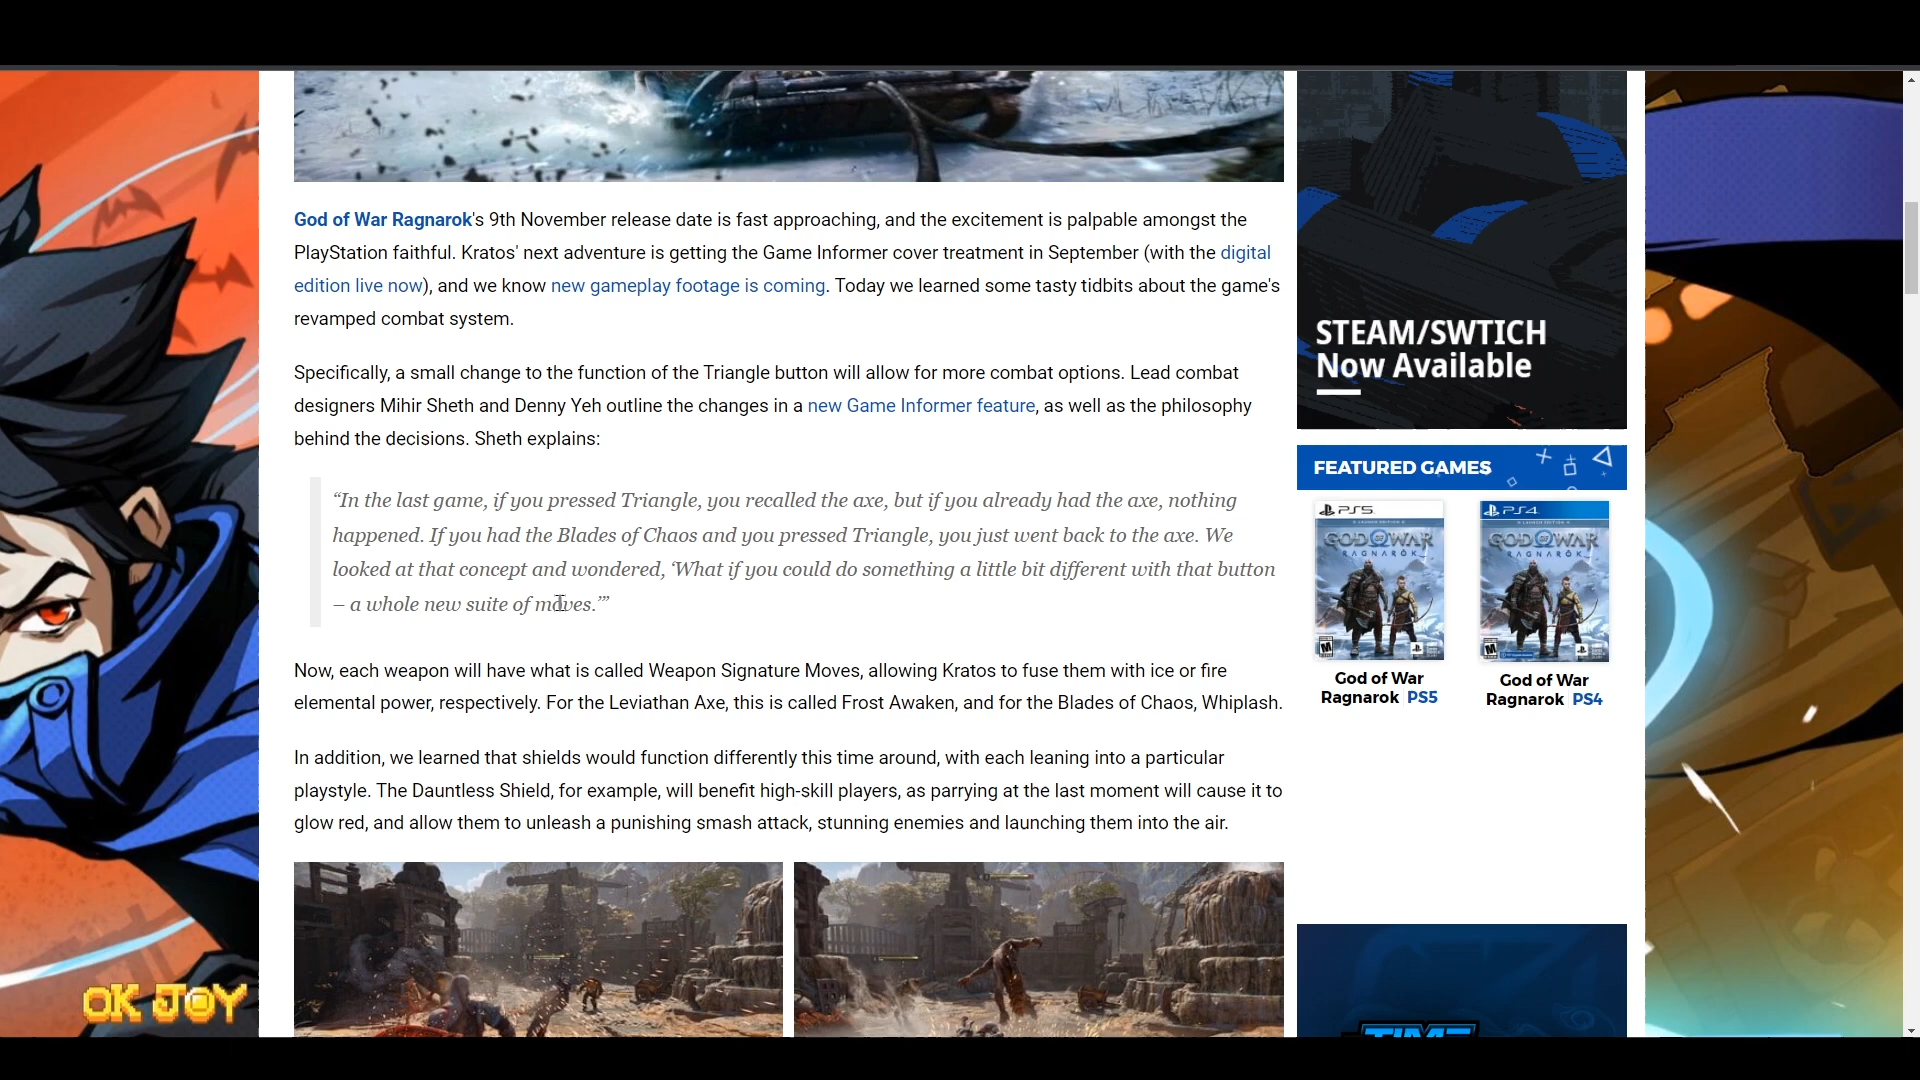 God of War Ragnarok's 9th November release date is fast approaching, and the excitement is palpable amongst the
PlayStation faithful. Kratos' next adventure is getting the Game Informer cover treatment in September (with the digital
edition live now), and we know new gameplay footage is coming. Today we learned some tasty tidbits about the game's
revamped combat system.
Specifically, a small change to the function of the Triangle button will allow for more combat options. Lead combat
designers Mihir Sheth and Denny Yeh outline the changes in a new Game Informer feature, as well as the philosophy
behind the decisions. Sheth explains:
“In the last game, if you pressed Triangle, you recalled the axe, but if you already had the axe, nothing
happened. If you had the Blades of Chaos and you pressed Triangle, you just went back to the axe. We
looked at that concept and wondered, ‘What if you could do something a little bit different with that button
– a whole new suite of moves.’”
Now, each weapon will have what is called Weapon Signature Moves, allowing Kratos to fuse them with ice or fire
elemental power, respectively. For the Leviathan Axe, this is called Frost Awaken, and for the Blades of Chaos, Whiplash.
In addition, we learned that shields would function differently this time around, with each leaning into a particular
playstyle. The Dauntless Shield, for example, will benefit high-skill players, as parrying at the last moment will cause it to
glow red, and allow them to unleash a punishing smash attack, stunning enemies and launching them into the air.
STEAM/SWTICH
Now Available
FEATURED GAMES
PS5
LAUNCH EDITION
GOD OF WAR
RAGNARÖK
M
God of War
Ragnarok PS5
PS4
LAUNCH EDITION
GOD OF WAR
RAGNARÖK
M
God of War
Ragnarok PS4
OK JOY